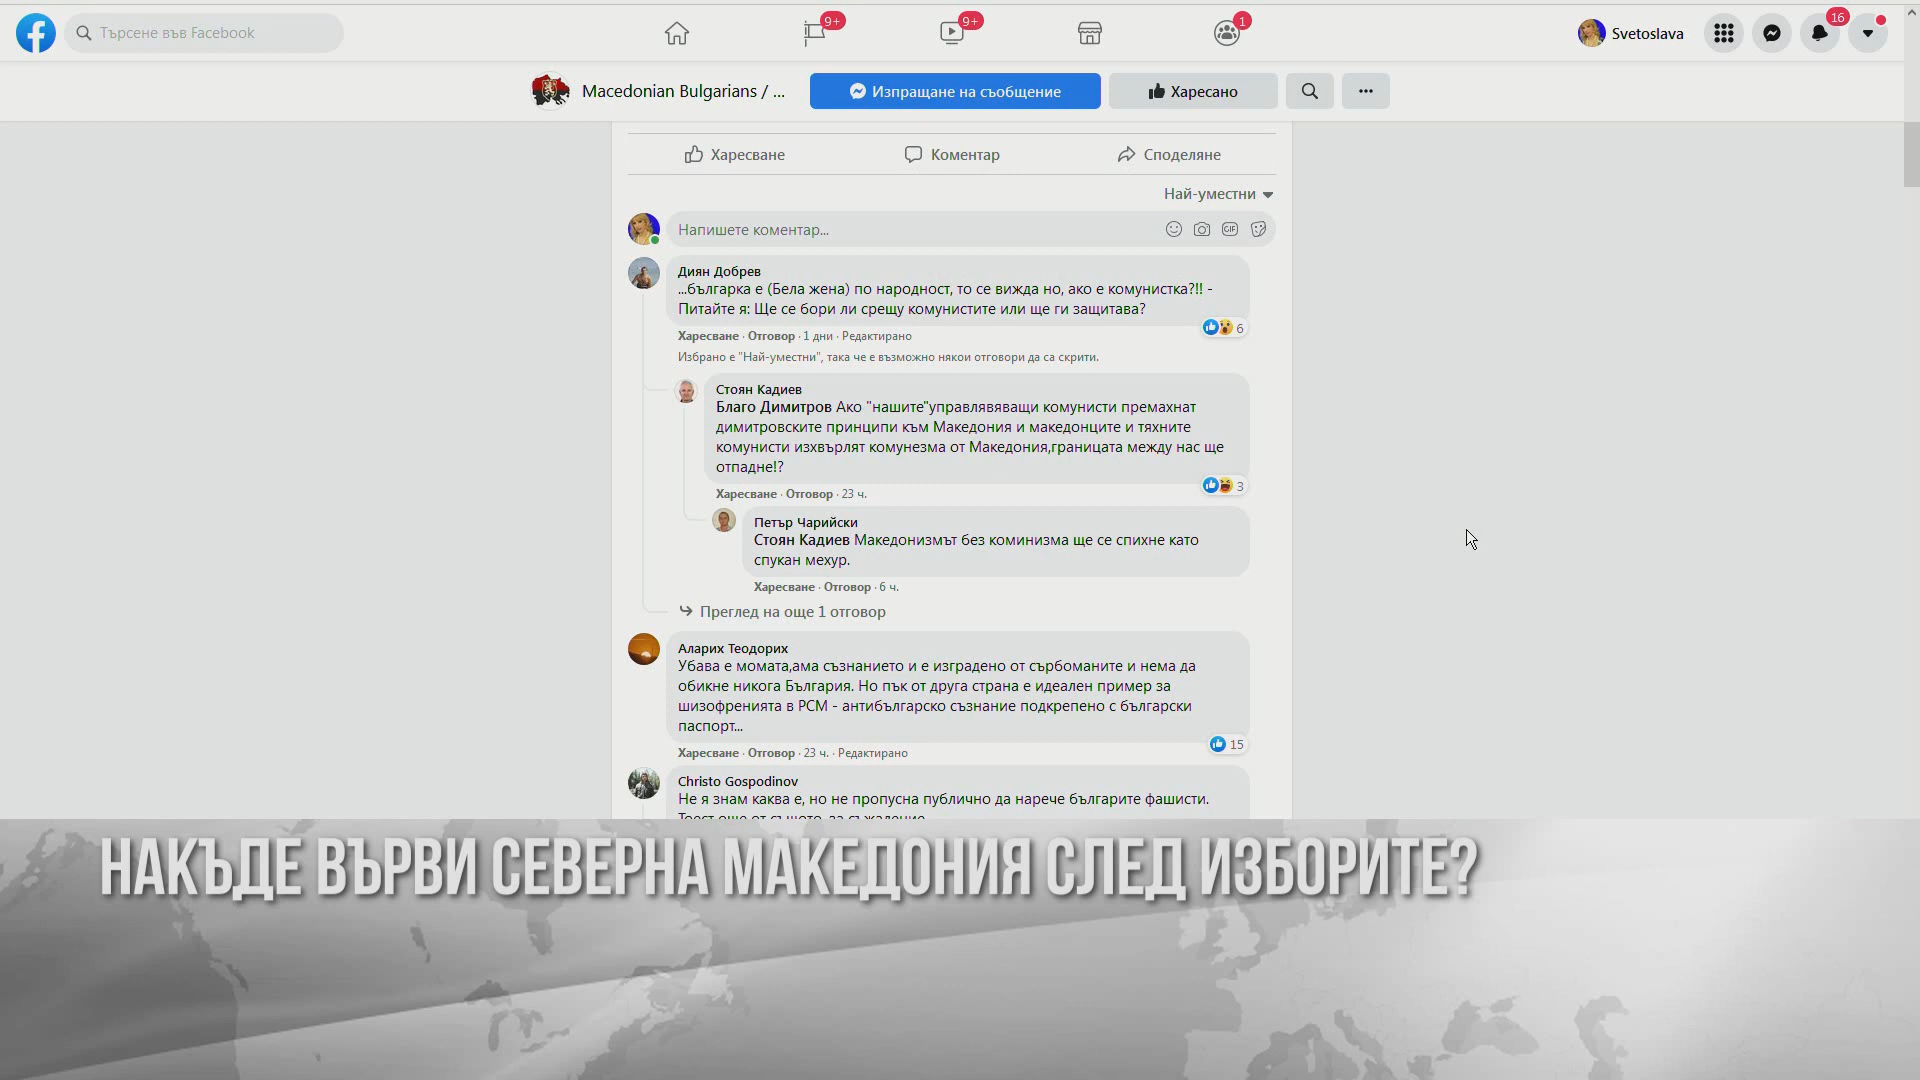 Търсене във Facebook
9+
9+
1
Svetoslava
16
Macedonian Bulgarians / ...
Изпращане на съобщение
Харесано
Харесване
Коментар
Споделяне
Най-уместни
Напишете коментар...
GIF
Диян Добрев
...българка е (Бела жена) по народност, то се вижда но, ако е комунистка?!! -
Питайте я: Ще се бори ли срещу комунистите или ще ги защитава?
6
Харесване · Отговор · 1 дни · Редактирано
Избрано е "Най-уместни", така че е възможно някои отговори да са скрити.
Стоян Кадиев
Благо Димитров Ако "нашите"управлявяващи комунисти премахнат
димитровските принципи към Македония и македонците и тяхните
комунисти изхвърлят комунезма от Македония,границата между нас ще
отпадне!?
3
Харесване · Отговор · 23 ч.
Петър Чарийски
Стоян Кадиев Македонизмът без коминизма ще се спихне като
спукан мехур.
Харесване · Отговор · 6 ч.
Преглед на още 1 отговор
Аларих Теодорих
Убава е момата,ама съзнанието и е изградено от сърбоманите и нема да
обикне никога България. Но пък от друга страна е идеален пример за
шизофренията в РСМ - антибългарско съзнание подкрепено с български
паспорт...
15
Харесване · Отговор · 23 ч. · Редактирано
Christo Gospodinov
Не я знам каква е, но не пропусна публично да нарече българите фашисти.
Тоест още от същото, за съжаление
НАКЪДЕ ВЪРВИ СЕВЕРНА МАКЕДОНИЯ СЛЕД ИЗБОРИТЕ?